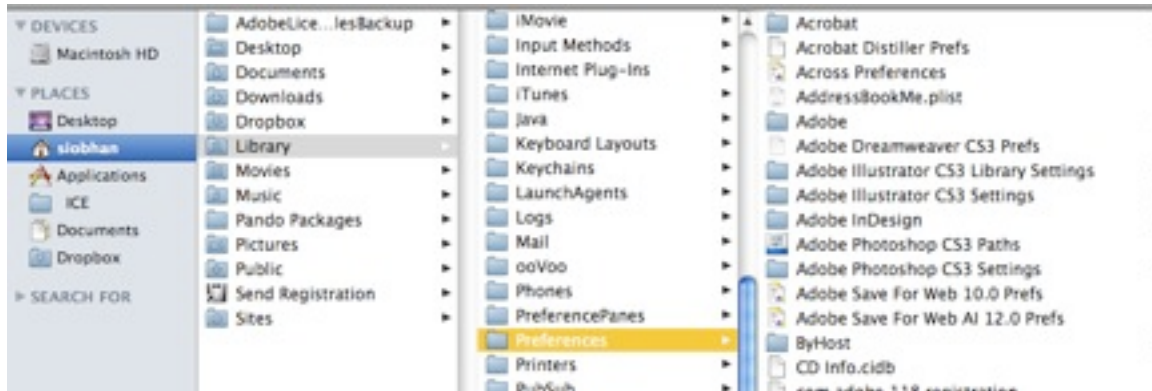 DEVICES
Macintosh HD
PLACES
Desktop
siobhan
Applications
ICE
Documents
Dropbox
SEARCH FOR
AdobeLice...lesBackup
Desktop
Documents
Downloads
Dropbox
Library
Movies
Music
Pando Packages
Pictures
Public
Send Registration
Sites
iMovie
Input Methods
Internet Plug-Ins
iTunes
Java
Keyboard Layouts
Keychains
LaunchAgents
Logs
Mail
ooVoo
Phones
PreferencePanes
Preferences
Printers
PubSub
Acrobat
Acrobat Distiller Prefs
Across Preferences
AddressBookMe.plist
Adobe
Adobe Dreamweaver CS3 Prefs
Adobe Illustrator CS3 Library Settings
Adobe Illustrator CS3 Settings
Adobe InDesign
Adobe Photoshop CS3 Paths
Adobe Photoshop CS3 Settings
Adobe Save For Web 10.0 Prefs
Adobe Save For Web AI 12.0 Prefs
ByHost
CD Info.cidb
com.adobe.118.registration